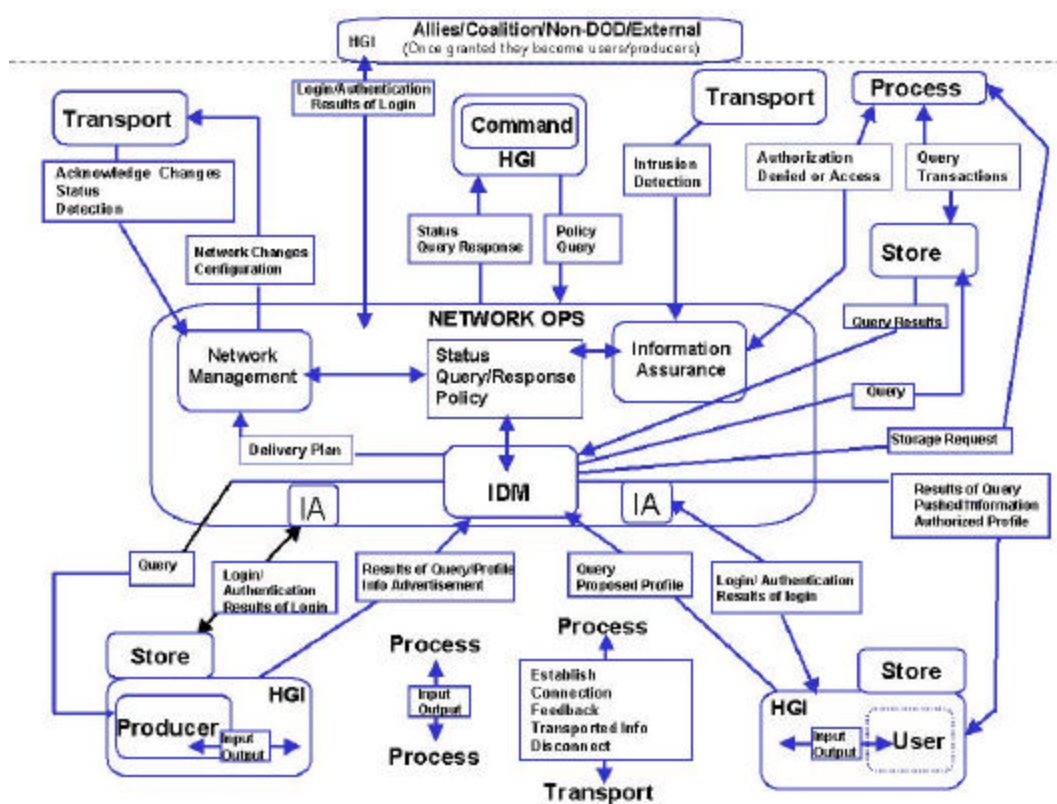 Allies/Coalition/Non-DOD/External
HGI
(Once granted they become users/producers)
Login/Authentication
Results of Login
Transport
Acknowledge Changes
Status
Detection
Network Changes
Configuration
Command
HGI
Status
Query Response
Policy
Query
Transport
Intrusion
Detection
Process
Authorization
Denied or Access
Query
Transactions
Store
Query Results
NETWORK OPS
Network
Management
Status
Query/Response
Policy
Information
Assurance
Query
Storage Request
Delivery Plan
IDM
IA
IA
Results of Query
Pushed Information
Authorized Profile
Query
Login/
Authentication
Results of Login
Results of Query/Profile
Info Advertisement
Query
Proposed Profile
Login/ Authentication
Results of login
Store
HGI
Producer
Input
Output
Process
Input
Output
Process
Process
Establish
Connection
Feedback
Transported Info
Disconnect
Transport
Store
HGI
Input
Output
User